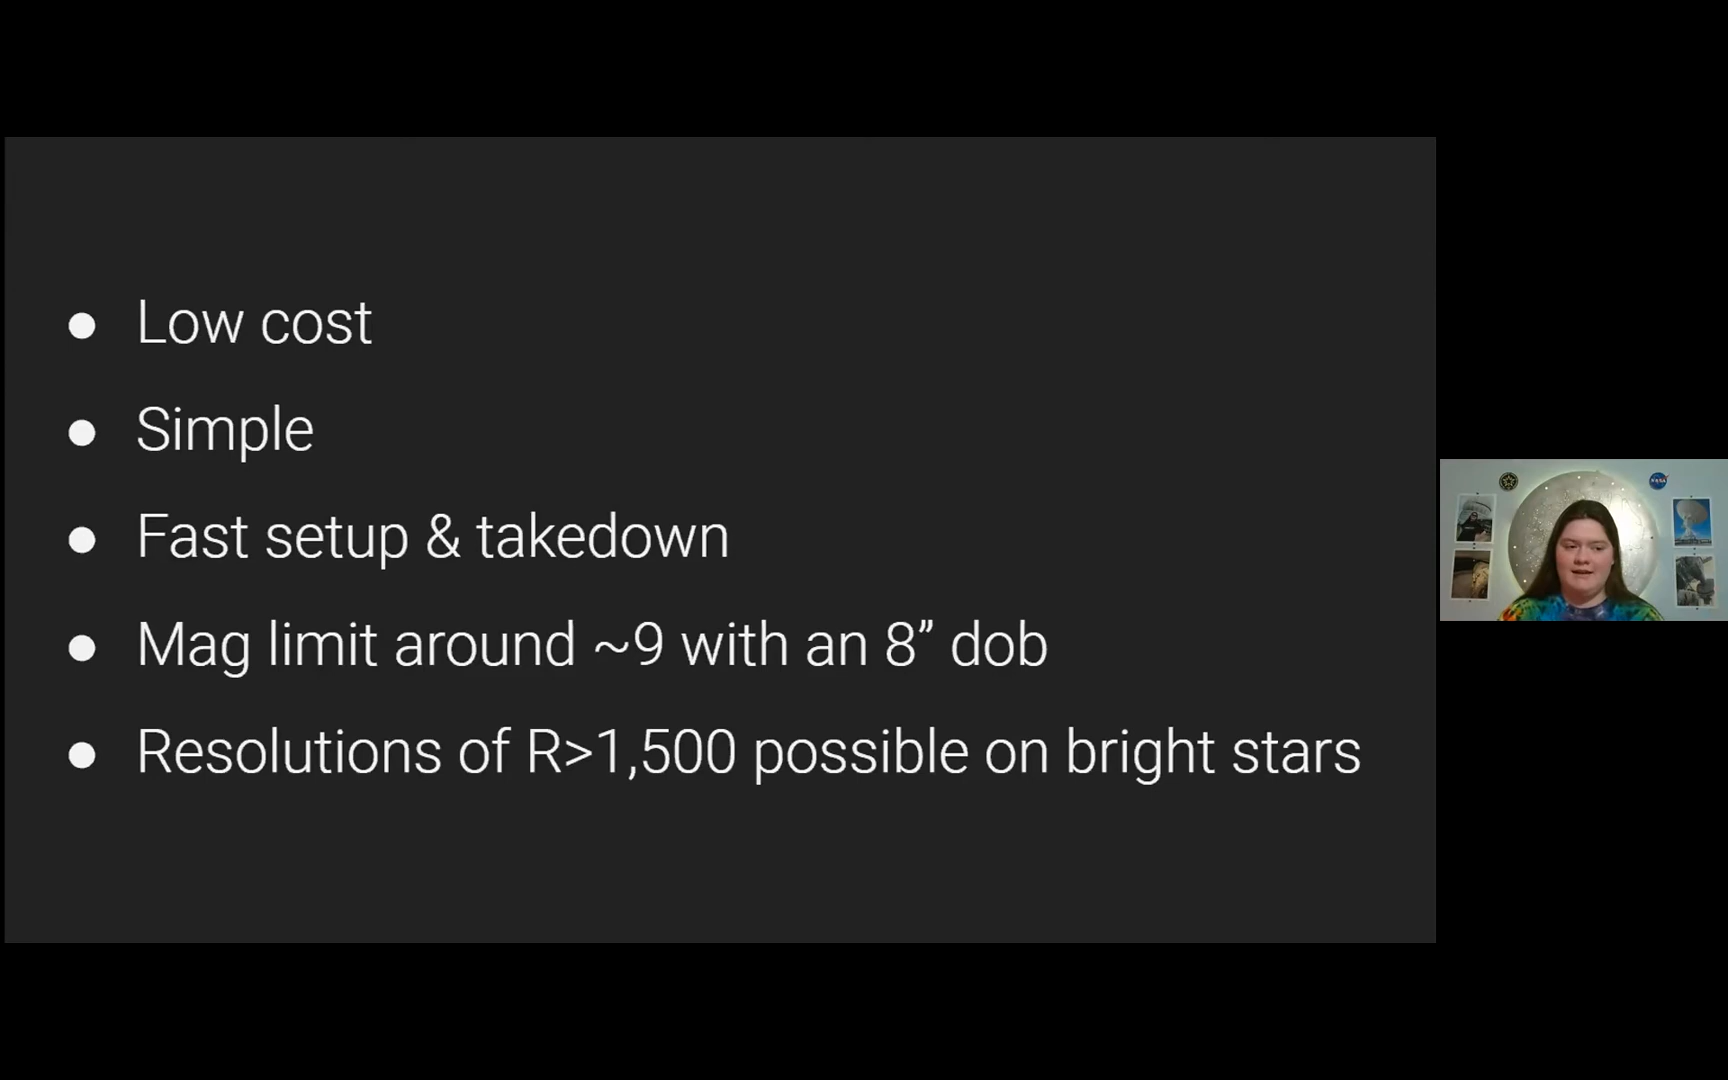 Low cost
Simple
Fast setup & takedown
Mag limit around ~9 with an 8” dob
Resolutions of R>1,500 possible on bright stars
NASA